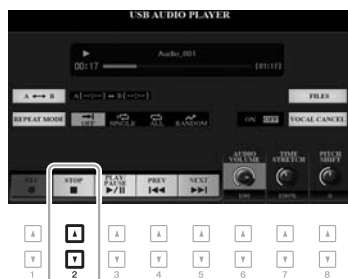 USB AUDIO PLAYER
Audio_001
00:17 [01:17]
A ↔ B A[--:--] ↔ B[--:--] FILES
REPEAT MODE OFF SINGLE ALL RANDOM ON OFF VOCAL CANCEL
AUDIO VOLUME TIME STRETCH PITCH SHIFT
REC STOP PLAY/PAUSE PREV NEXT
100 100% 0
1 2 3 4 5 6 7 8